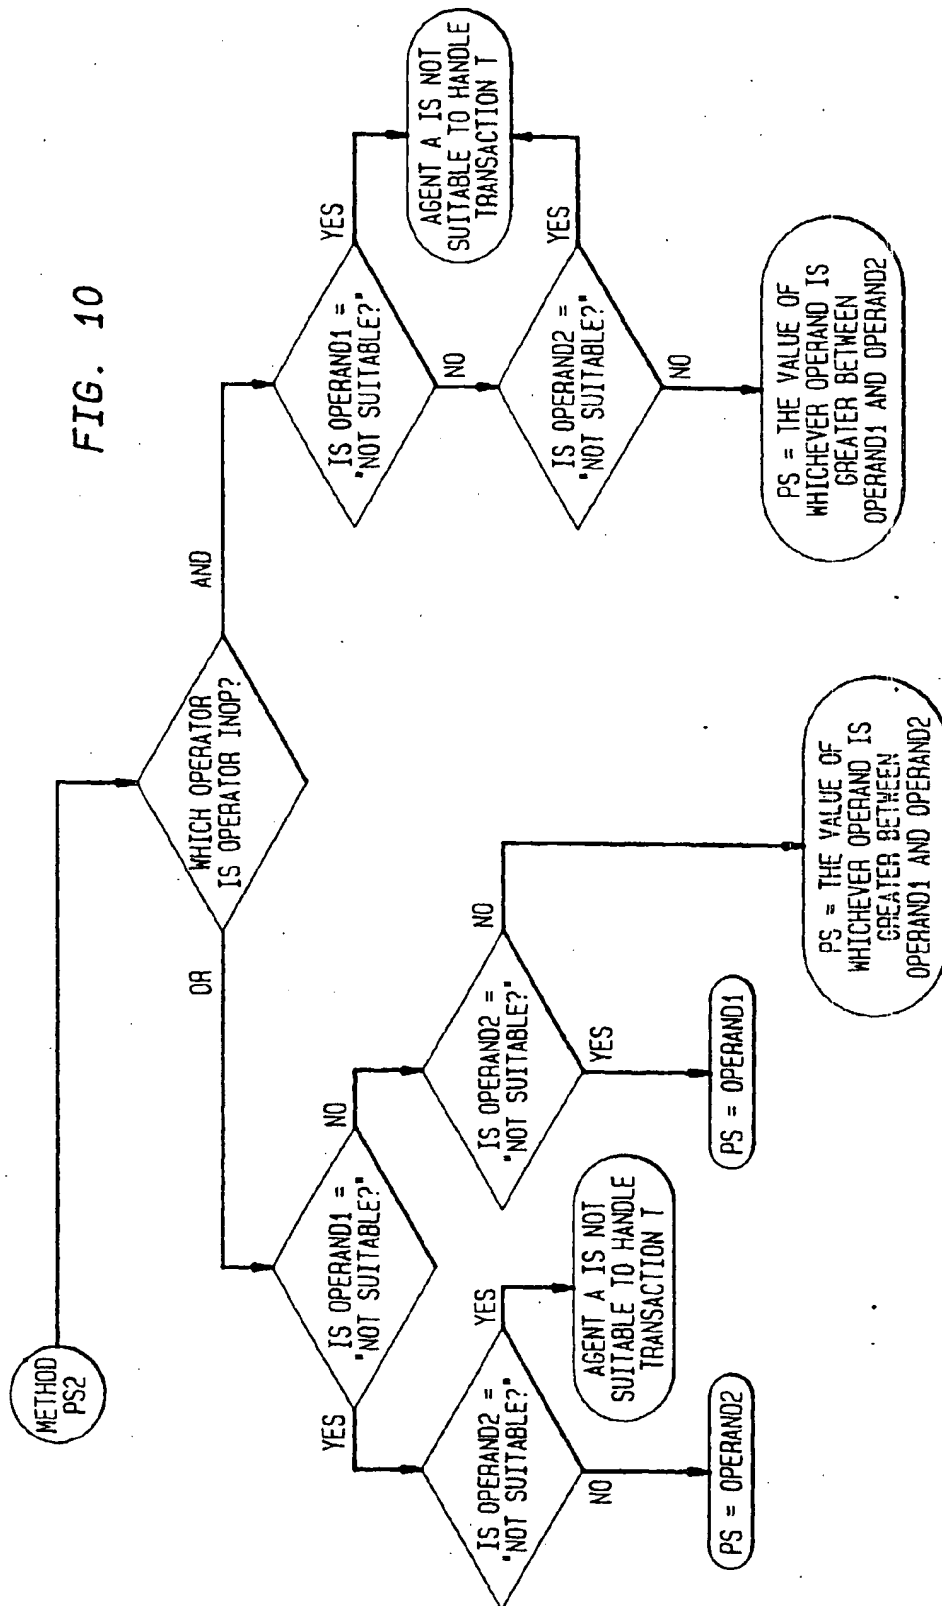 FIG. 10
METHOD
PS2
WHICH OPERATOR
IS OPERATOR INOP?
OR
AND
IS OPERAND1 =
"NOT SUITABLE?"
YES
NO
IS OPERAND2 =
"NOT SUITABLE?"
YES
NO
AGENT A IS NOT
SUITABLE TO HANDLE
TRANSACTION T
PS = OPERAND2
IS OPERAND2 =
"NOT SUITABLE?"
NO
YES
PS = OPERAND1
PS = THE VALUE OF
WHICHEVER OPERAND IS
GREATER BETWEEN
OPERAND1 AND OPERAND2
IS OPERAND1 =
"NOT SUITABLE?"
YES
NO
AGENT A IS NOT
SUITABLE TO HANDLE
TRANSACTION T
IS OPERAND2 =
"NOT SUITABLE?"
YES
NO
PS = THE VALUE OF
WHICHEVER OPERAND IS
GREATER BETWEEN
OPERAND1 AND OPERAND2